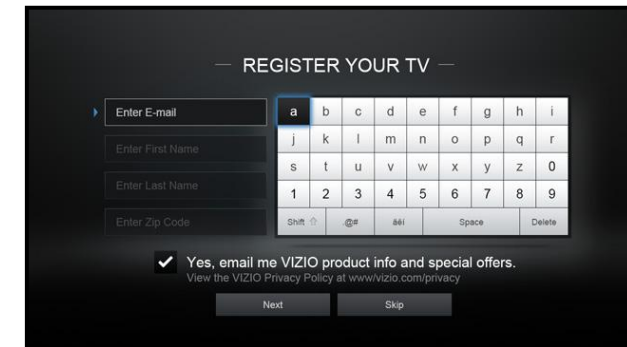 REGISTER YOUR TV
Enter E-mail
Enter First Name
Enter Last Name
Enter Zip Code
a b c d e f g h i
j k l m n o p q r
s t u v w x y z 0
1 2 3 4 5 6 7 8 9
Shift .@# äêì Space Delete
Yes, email me VIZIO product info and special offers.
View the VIZIO Privacy Policy at www/vizio.com/privacy
Next Skip